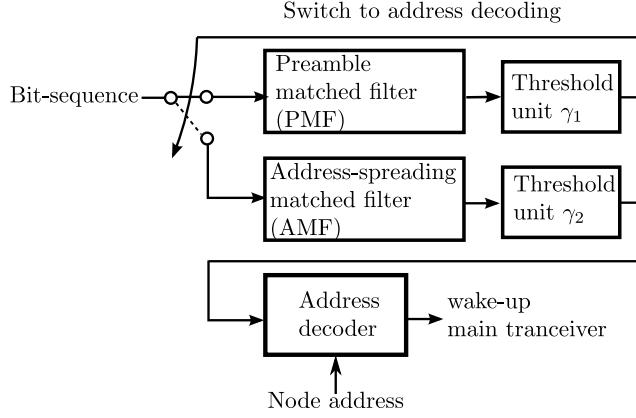 Switch to address decoding
Bit-sequence
Preamble
matched filter
(PMF)
Threshold
unit γ₁
Address-spreading
matched filter
(AMF)
Threshold
unit γ₂
Address
decoder
wake-up
main tranceiver
Node address